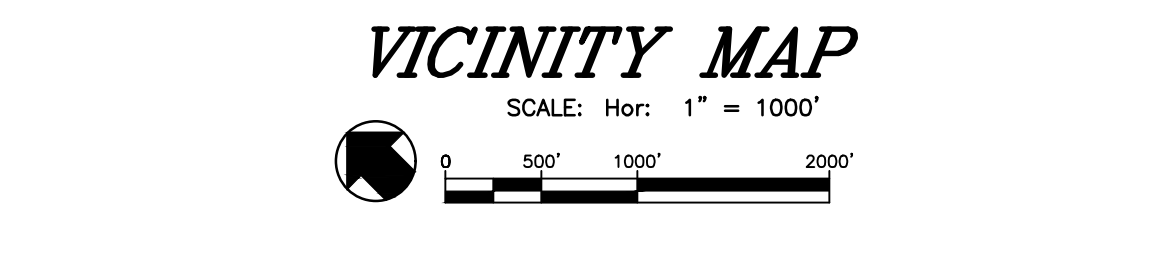 VICINITY MAP
SCALE: Hor: 1” = 1000’
0 500’ 1000’ 2000’